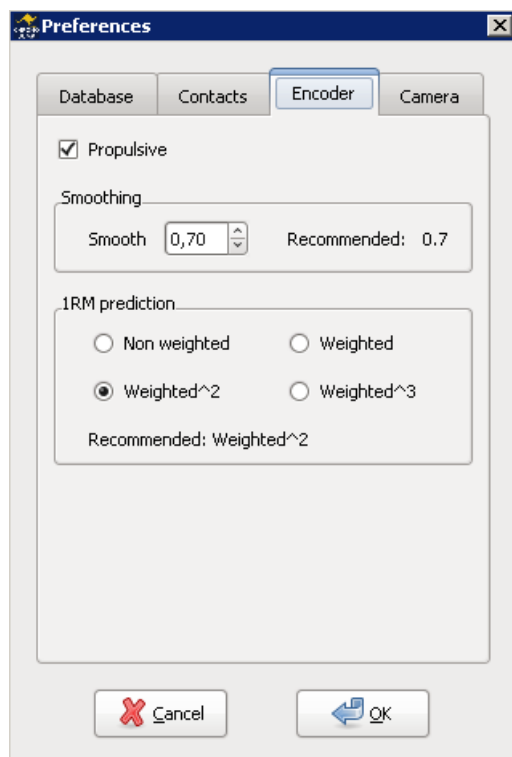 Preferences
Database Contacts Encoder Camera
Propulsive
Smoothing
Smooth 0,70 Recommended: 0.7
1RM prediction
Non weighted Weighted
Weighted^2 Weighted^3
Recommended: Weighted^2
Cancel OK